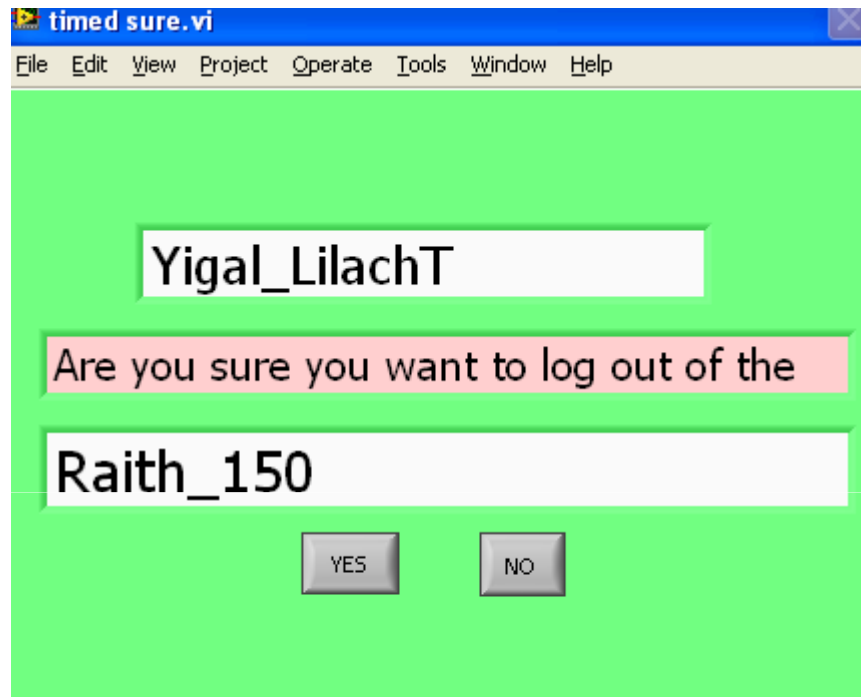 timed sure.vi
File Edit View Project Operate Tools Window Help
Yigal_LilachT
Are you sure you want to log out of the
Raith_150
YES NO